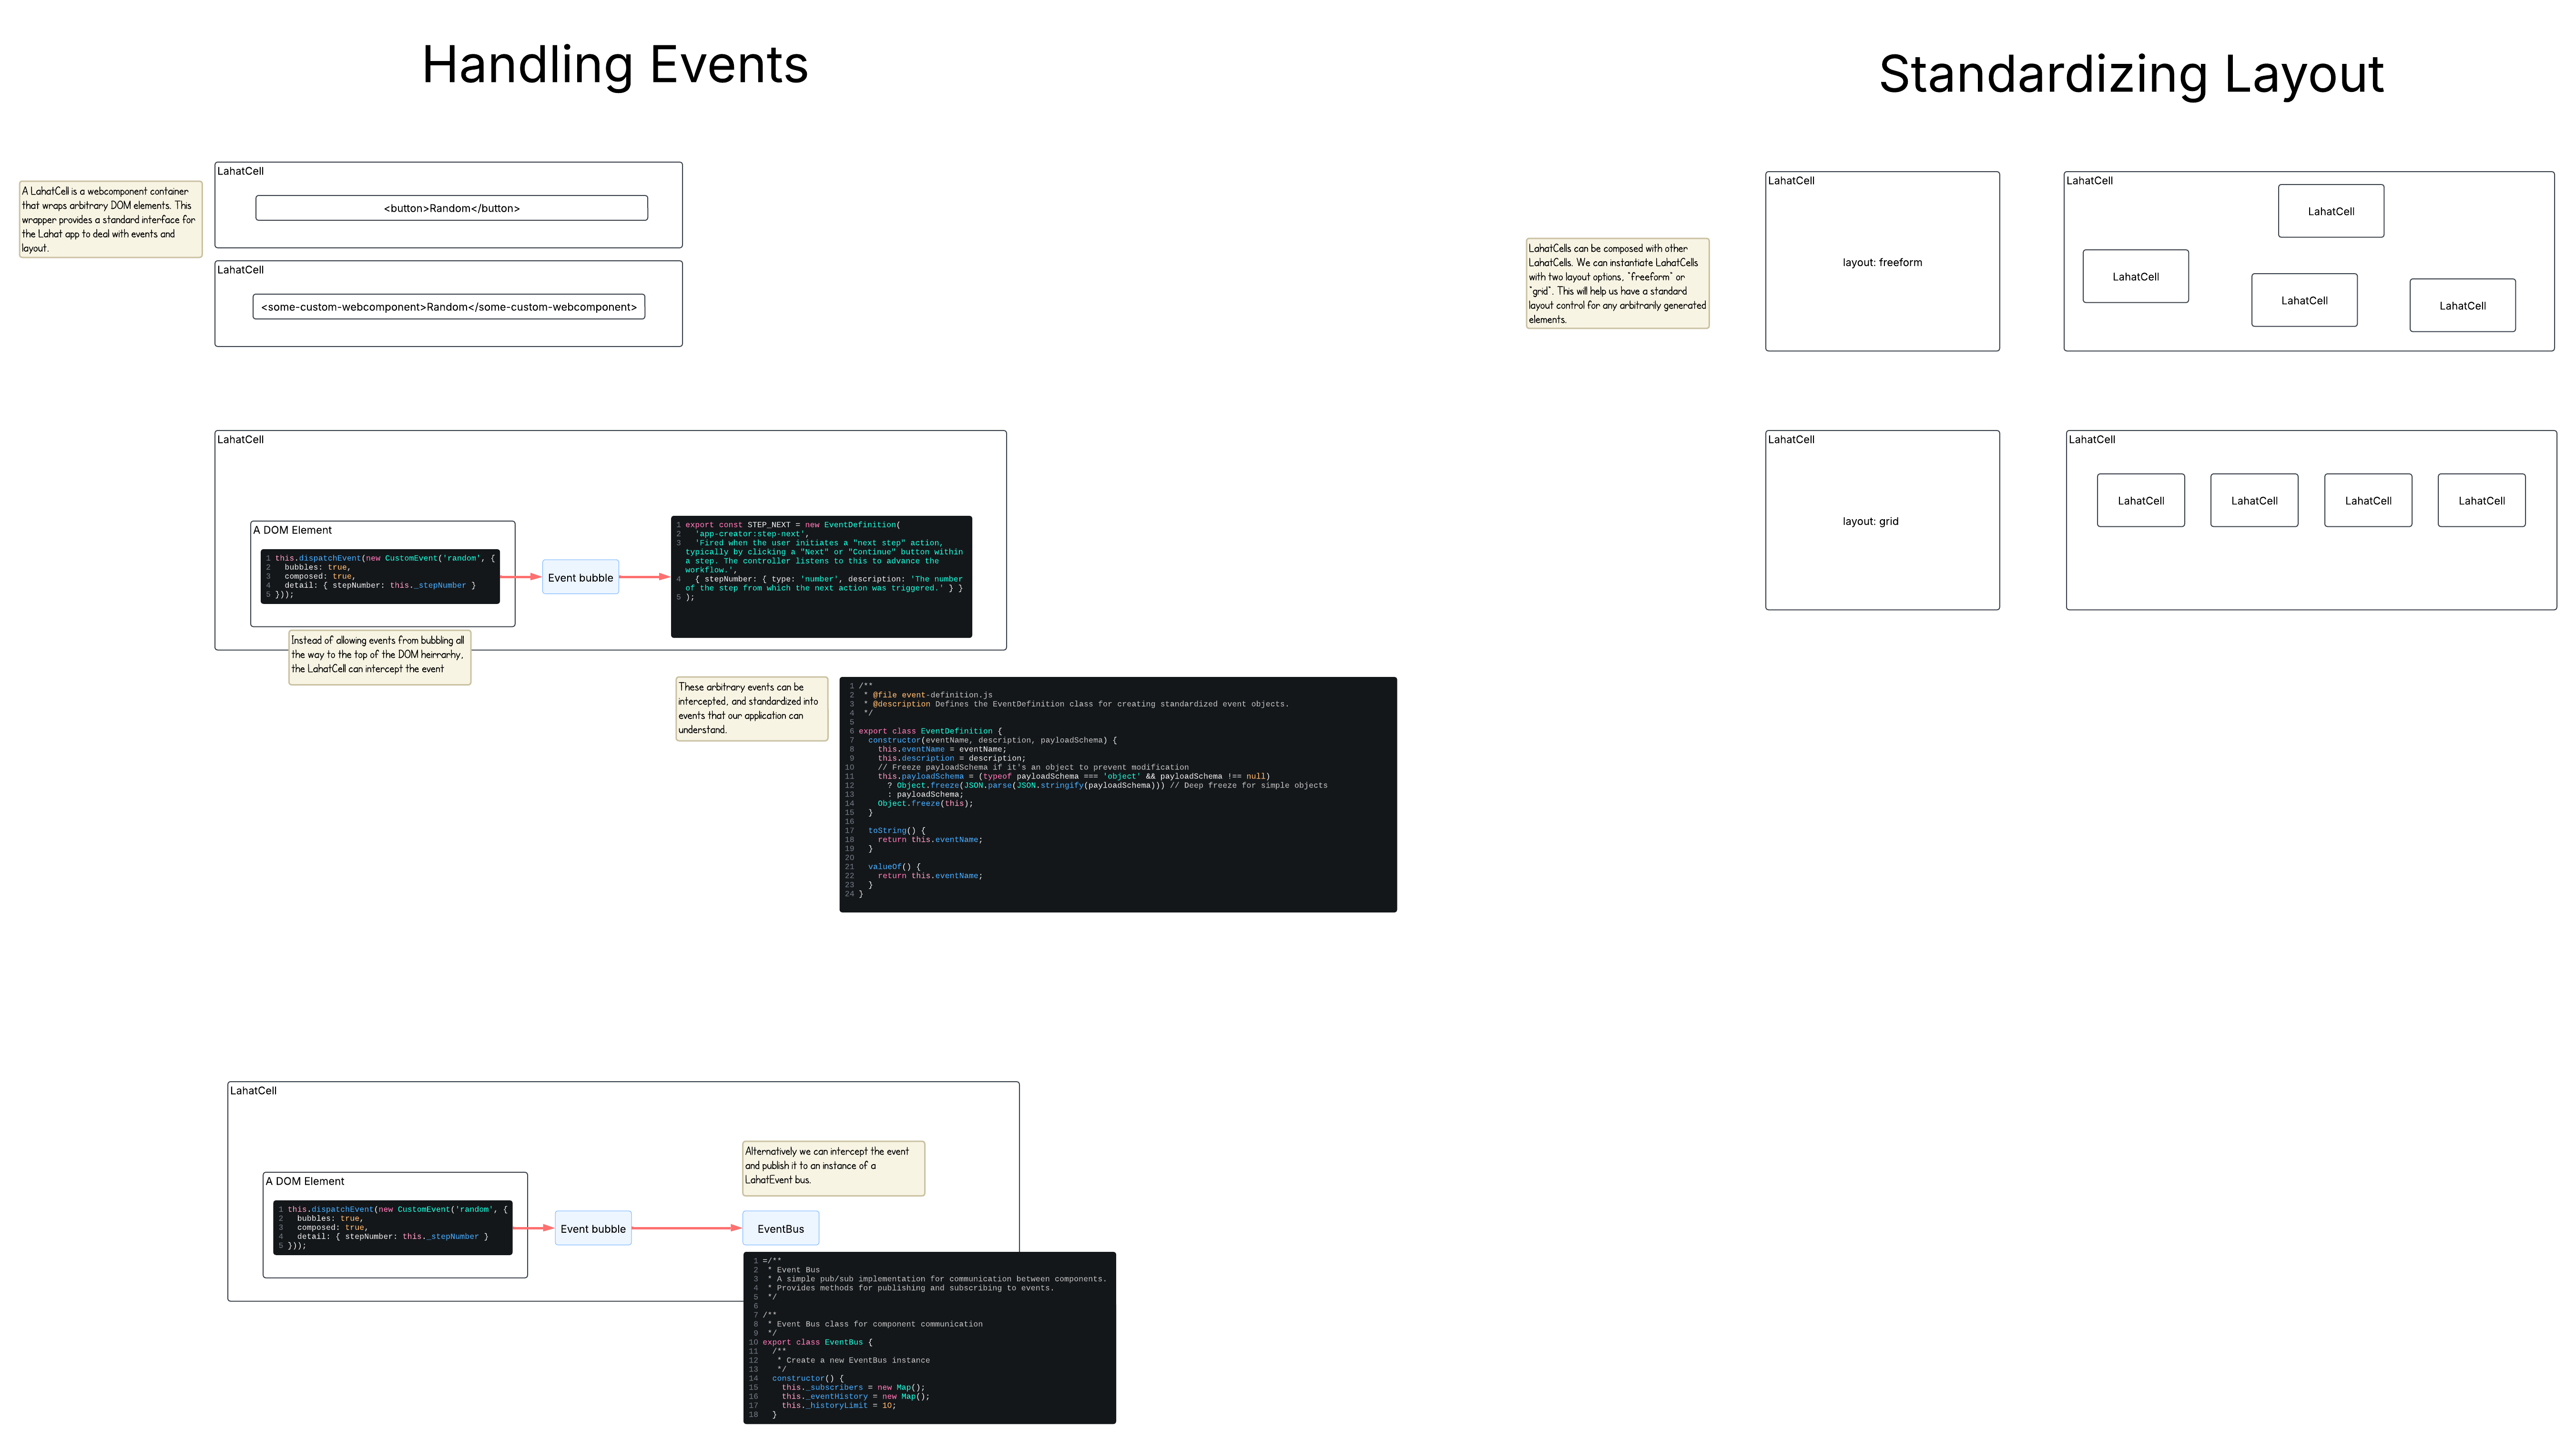 Handling Events
LahatCell
A LahatCell is a webcomponent container
that wraps arbitrary DOM elements. This
wrapper provides a standard interface for
the Lahat app to deal with events and
layout.
<button>Random</button>
LahatCell
<some-custom-webcomponent>Random</some-custom-webcomponent>
LahatCell
A DOM Element
1 this.dispatchEvent(new CustomEvent('random', {
2   bubbles: true,
3   composed: true,
4   detail: { stepNumber: this._stepNumber }
5 }));
Event bubble
1 export const STEP_NEXT = new EventDefinition(
2   'app-creator:step-next',
3   'Fired when the user initiates a "next step" action,
typically by clicking a "Next" or "Continue" button within
a step. The controller listens to this to advance the
workflow.',
4   { stepNumber: { type: 'number', description: 'The number
of the step from which the next action was triggered.' } }
5 );
Instead of allowing events from bubbling all
the way to the top of the DOM heirrarhy,
the LahatCell can intercept the event
These arbitrary events can be
intercepted, and standardized into
events that our application can
understand.
1 /**
2  * @file event-definition.js
3  * @description Defines the EventDefinition class for creating standardized event objects.
4  */
5
6 export class EventDefinition {
7   constructor(eventName, description, payloadSchema) {
8     this.eventName = eventName;
9     this.description = description;
10     // Freeze payloadSchema if it's an object to prevent modification
11     this.payloadSchema = (typeof payloadSchema === 'object' && payloadSchema !== null)
12       ? Object.freeze(JSON.parse(JSON.stringify(payloadSchema))) // Deep freeze for simple objects
13       : payloadSchema;
14     Object.freeze(this);
15   }
16
17   toString() {
18     return this.eventName;
19   }
20
21   valueOf() {
22     return this.eventName;
23   }
24 }
LahatCell
A DOM Element
1 this.dispatchEvent(new CustomEvent('random', {
2   bubbles: true,
3   composed: true,
4   detail: { stepNumber: this._stepNumber }
5 }));
Event bubble
Alternatively we can intercept the event
and publish it to an instance of a
LahatEvent bus.
EventBus
1 =/**
2  * Event Bus
3  * A simple pub/sub implementation for communication between components.
4  * Provides methods for publishing and subscribing to events.
5  */
6
7 /**
8  * Event Bus class for component communication
9  */
10 export class EventBus {
11   /**
12    * Create a new EventBus instance
13    */
14   constructor() {
15     this._subscribers = new Map();
16     this._eventHistory = new Map();
17     this._historyLimit = 10;
18   }
Standardizing Layout
LahatCells can be composed with other
LahatCells. We can instantiate LahatCells
with two layout options, "freeform" or
"grid". This will help us have a standard
layout control for any arbitrarily generated
elements.
LahatCell
layout: freeform
LahatCell
LahatCell
LahatCell
LahatCell
LahatCell
LahatCell
layout: grid
LahatCell
LahatCell
LahatCell
LahatCell
LahatCell